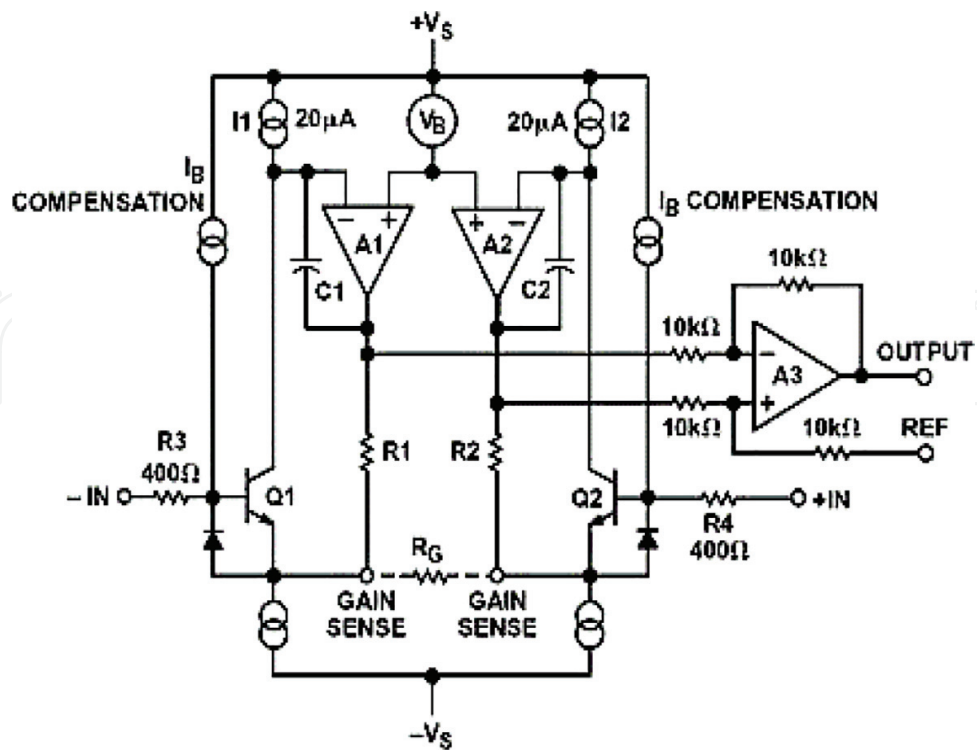 +VS
I1
20μA
VB
20μA
I2
IB
COMPENSATION
IB COMPENSATION
−
+
A1
+
−
A2
C1
C2
10kΩ
10kΩ
−
A3
+
OUTPUT
10kΩ
10kΩ
REF
R3
400Ω
R1
R2
− IN
Q1
Q2
+IN
R4
400Ω
RG
GAIN
SENSE
GAIN
SENSE
−VS